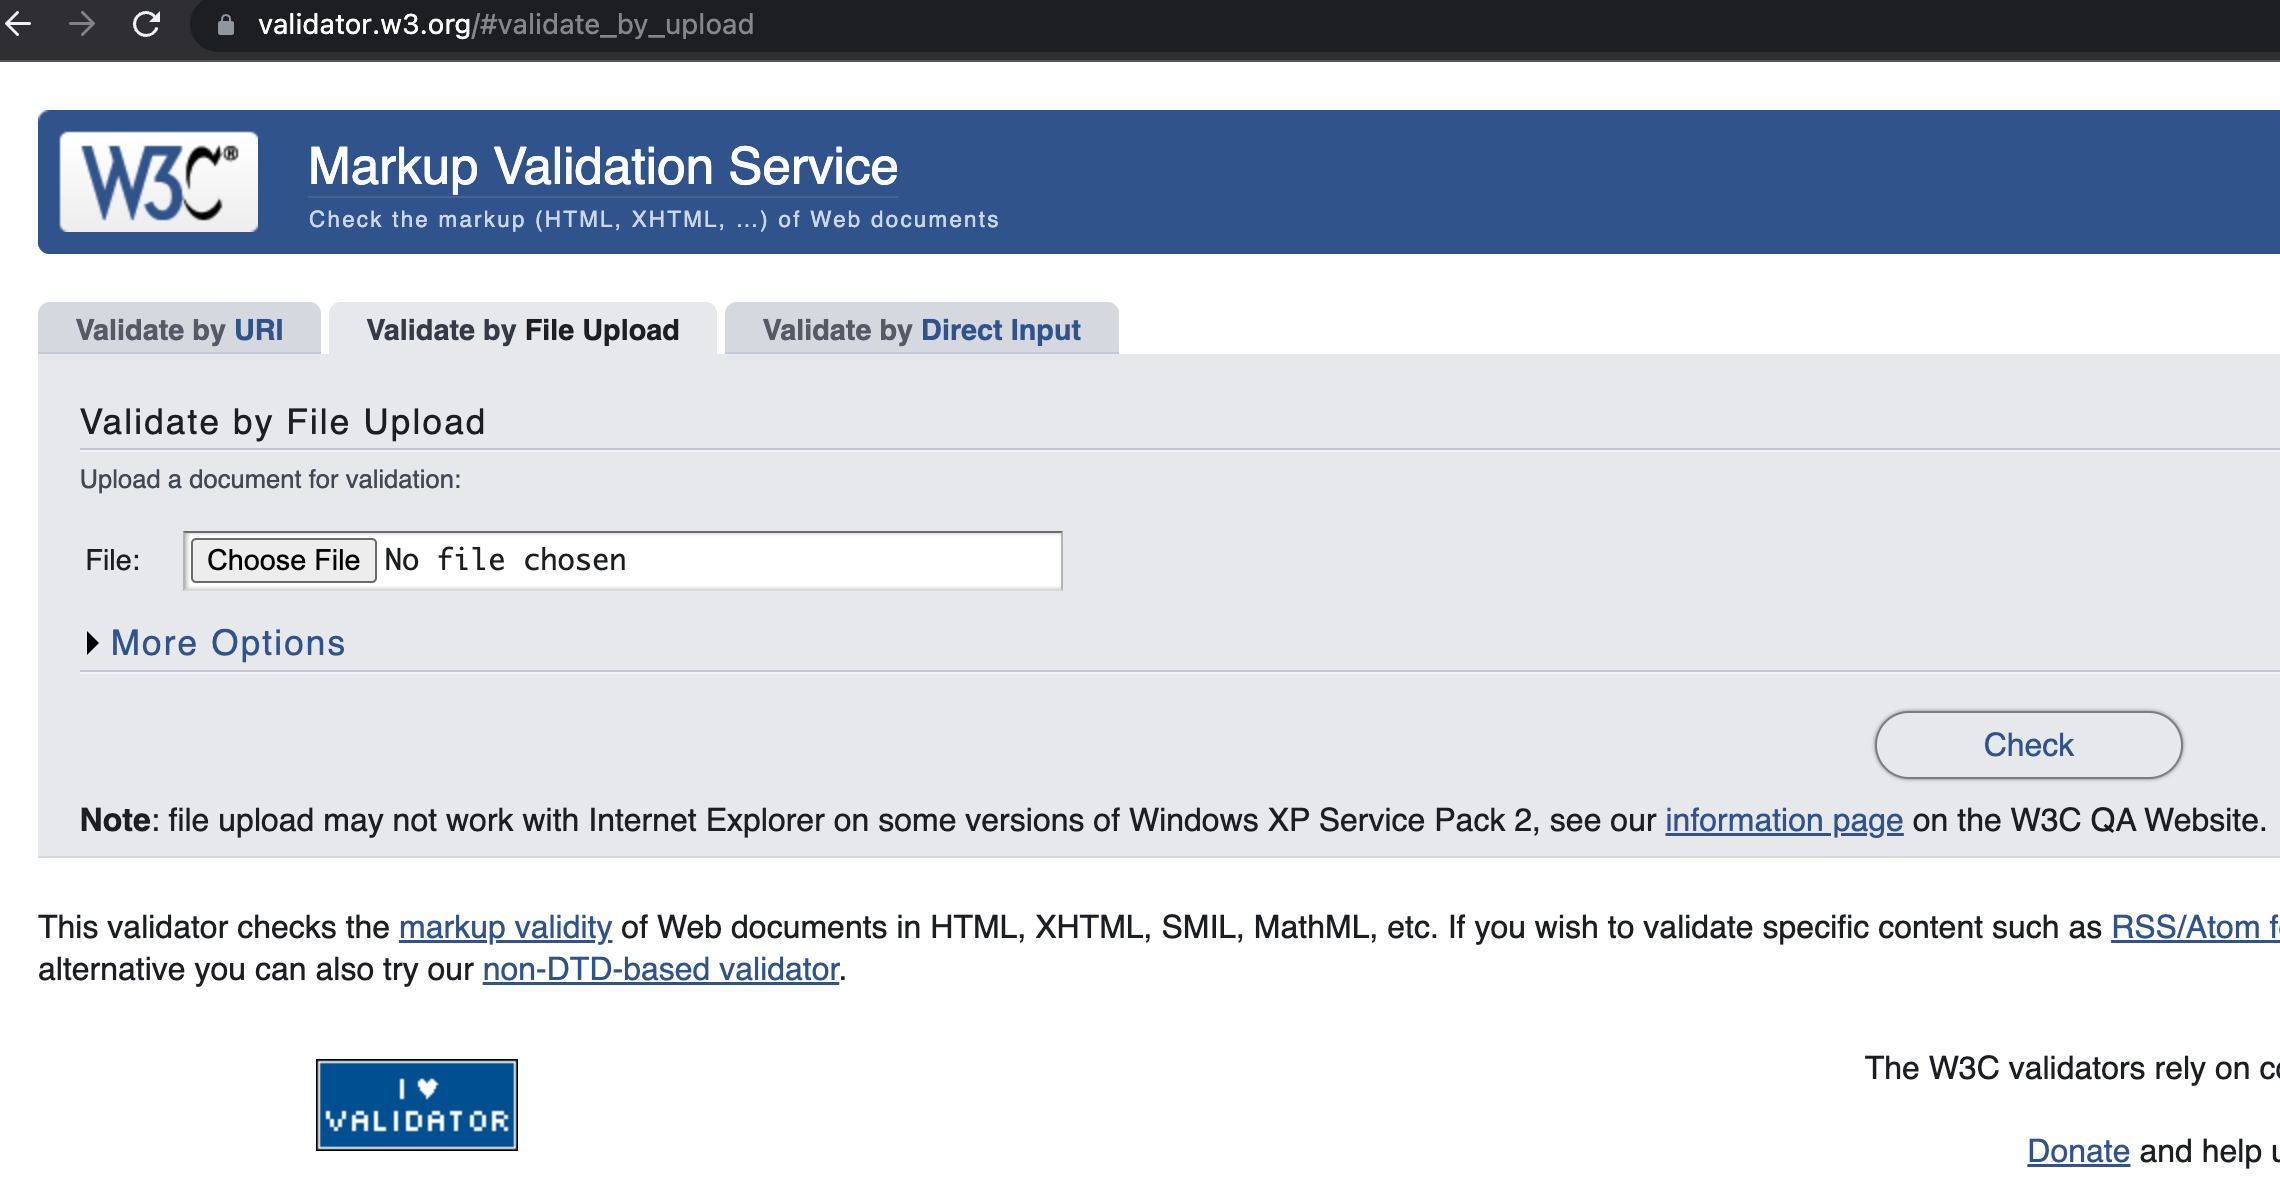 validator.w3.org/#validate_by_upload
W3C®
Markup Validation Service
Check the markup (HTML, XHTML, ...) of Web documents
Validate by URI
Validate by File Upload
Validate by Direct Input
Validate by File Upload
Upload a document for validation:
File:
Choose File No file chosen
More Options
Check
Note: file upload may not work with Internet Explorer on some versions of Windows XP Service Pack 2, see our information page on the W3C QA Website.
This validator checks the markup validity of Web documents in HTML, XHTML, SMIL, MathML, etc. If you wish to validate specific content such as RSS/Atom
alternative you can also try our non-DTD-based validator.
I ♥
VALIDATOR
The W3C validators rely on
Donate and help